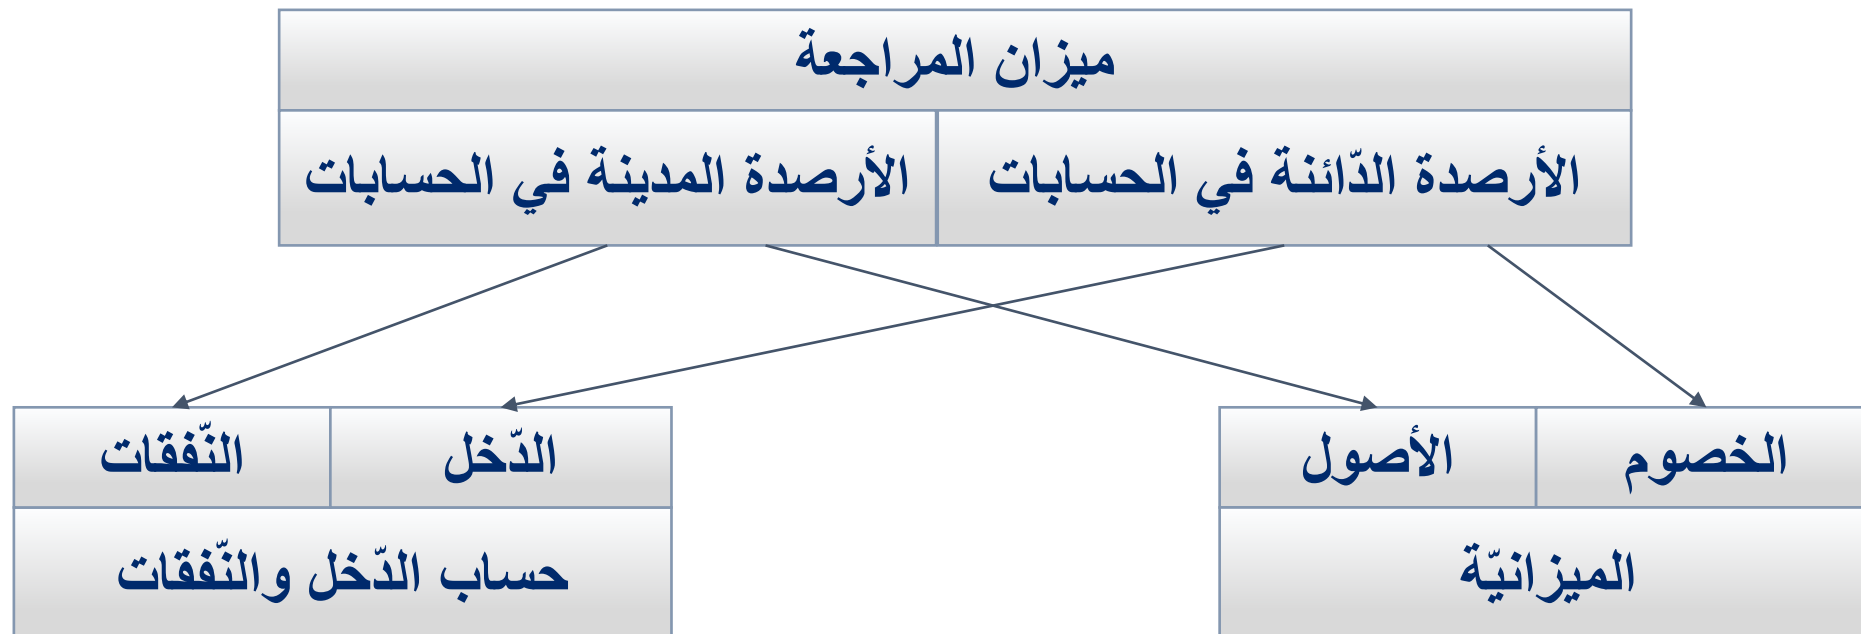 ميزان المراجعة
الأرصدة الدّائنة في الحسابات
الأرصدة المدينة في الحسابات
الخصوم
الأصول
الميزانيّة
الدّخل
النّفقات
حساب الدّخل والنّفقات